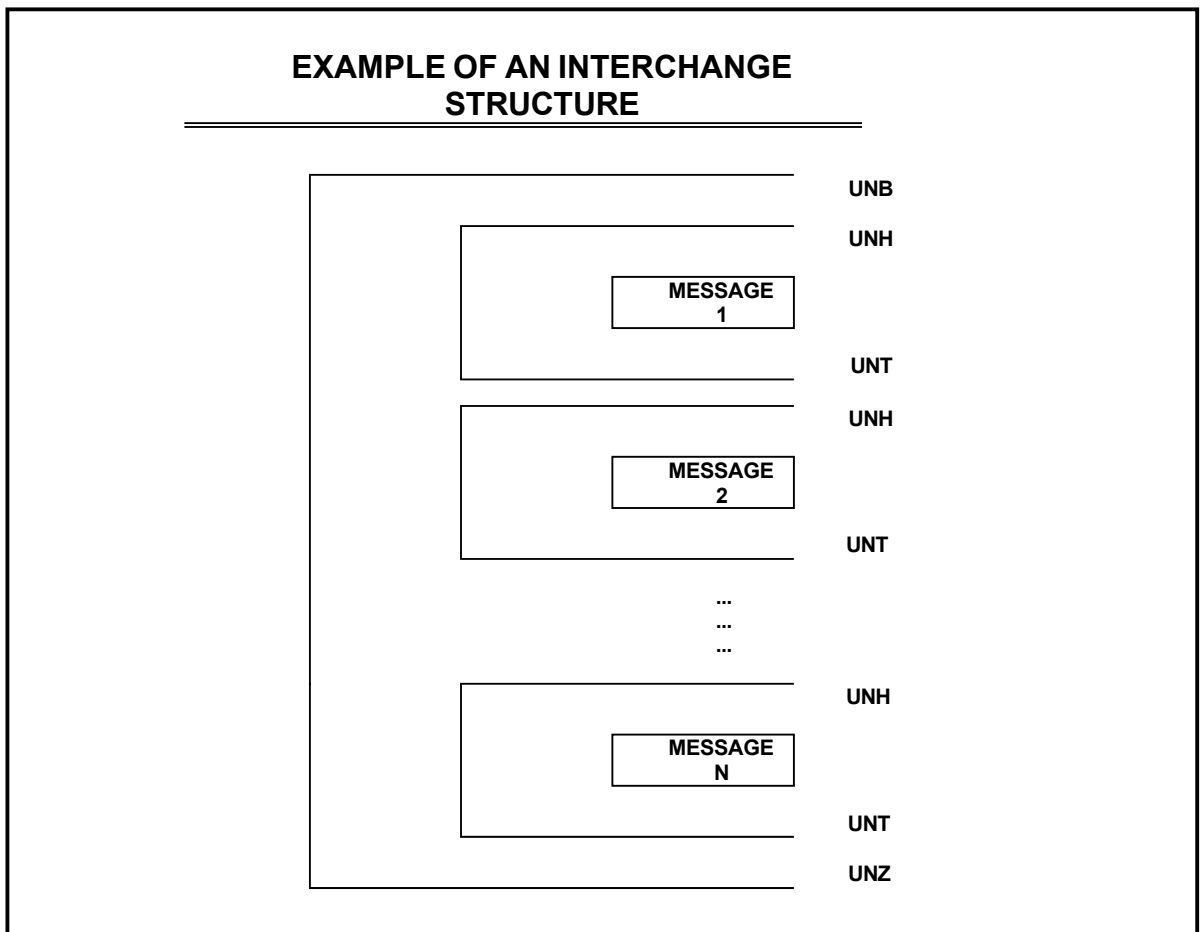 EXAMPLE OF AN INTERCHANGE
STRUCTURE
UNB
UNH
MESSAGE
1
UNT
UNH
MESSAGE
2
UNT
...
...
...
UNH
MESSAGE
N
UNT
UNZ